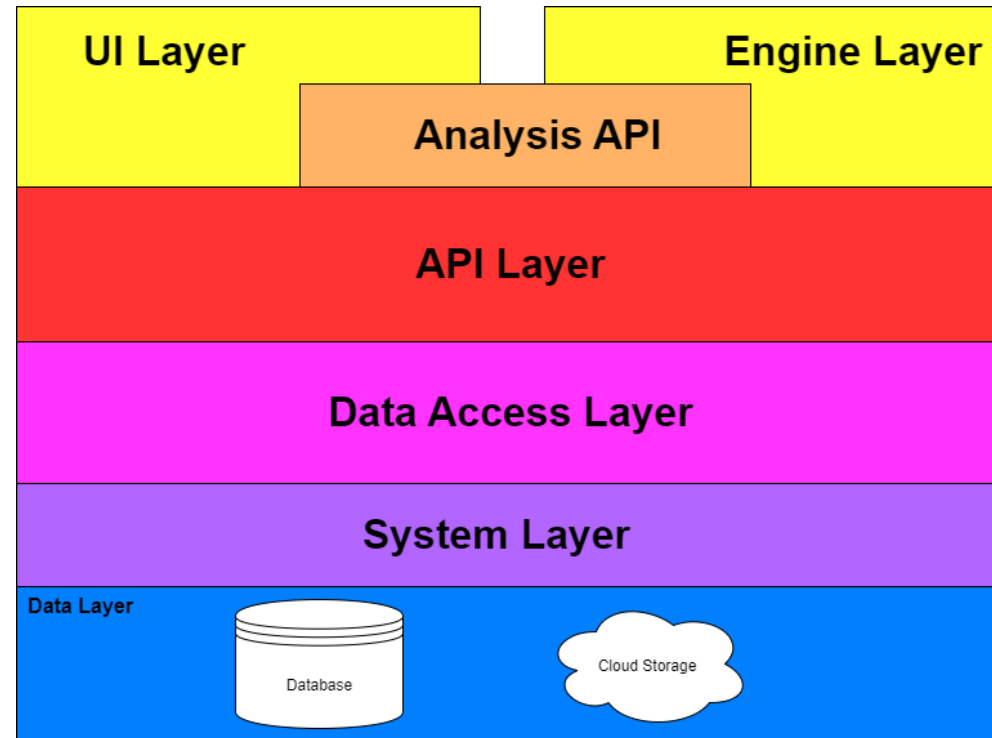 UI Layer
Engine Layer
Analysis API
API Layer
Data Access Layer
System Layer
Data Layer
Database
Cloud Storage